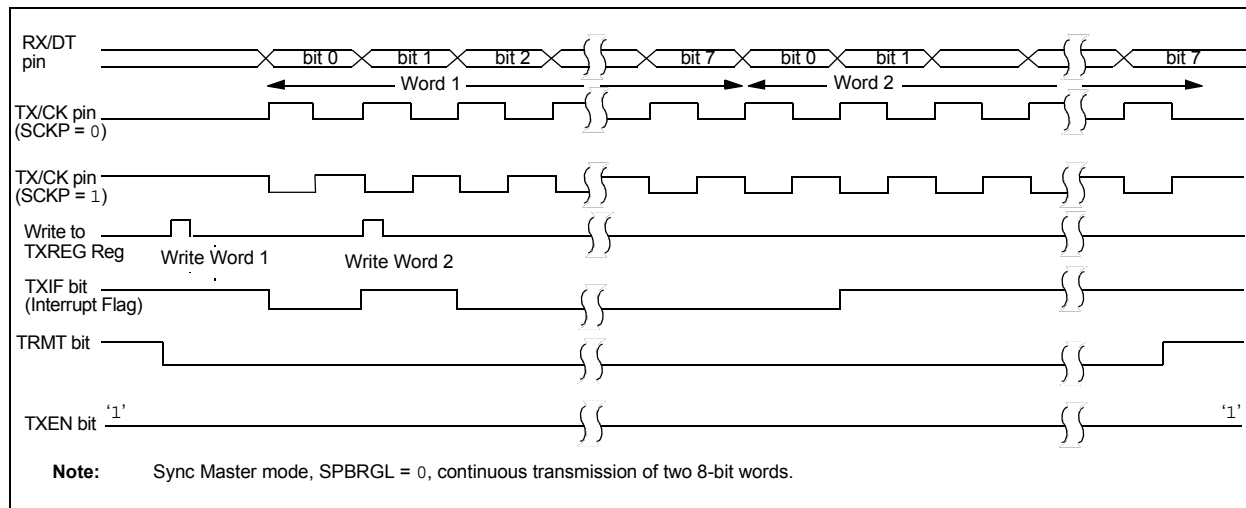 RX/DT
pin
bit 0 bit 1 bit 2 bit 7 bit 0 bit 1 bit 7
Word 1 Word 2
TX/CK pin
(SCKP = 0)
TX/CK pin
(SCKP = 1)
Write to
TXREG Reg
Write Word 1 Write Word 2
TXIF bit
(Interrupt Flag)
TRMT bit
TXEN bit ‘1’ ‘1’
Note: Sync Master mode, SPBRGL = 0, continuous transmission of two 8-bit words.